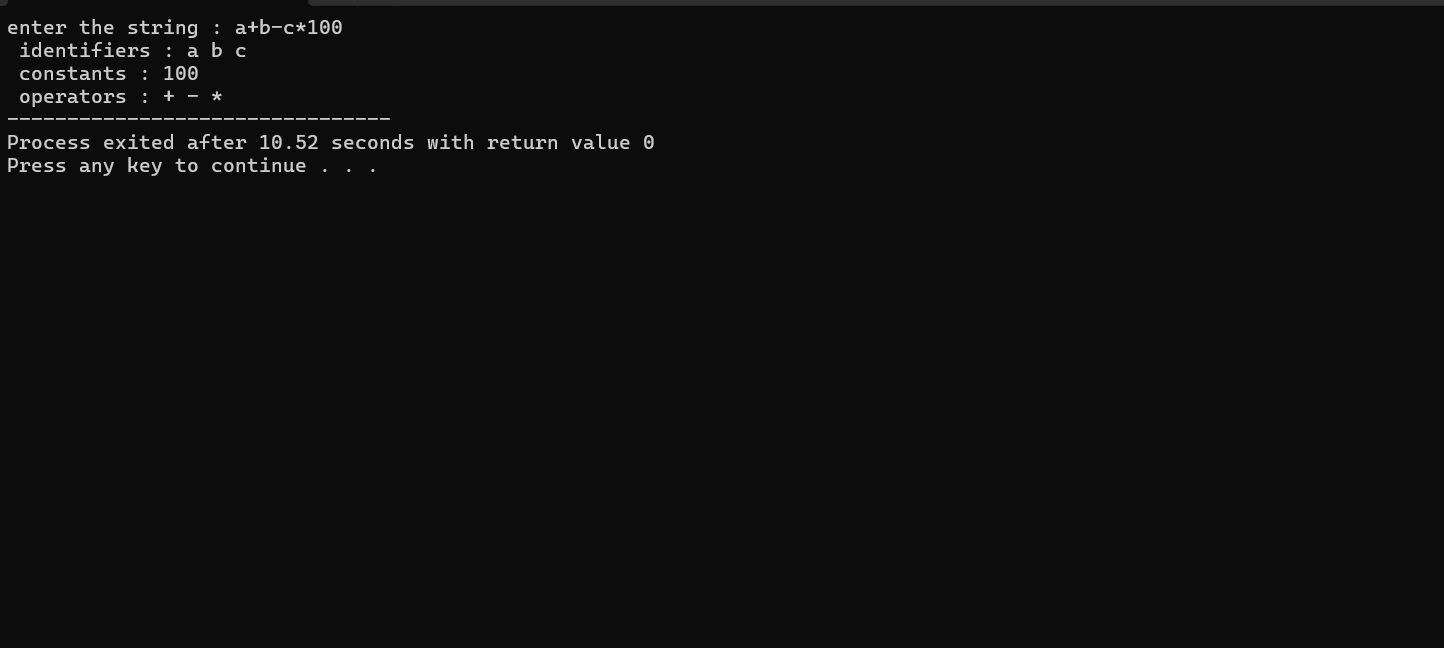 enter the string : a+b-c*100
 identifiers : a b c
 constants : 100
 operators : + - *
--------------------------------
Process exited after 10.52 seconds with return value 0
Press any key to continue . . .